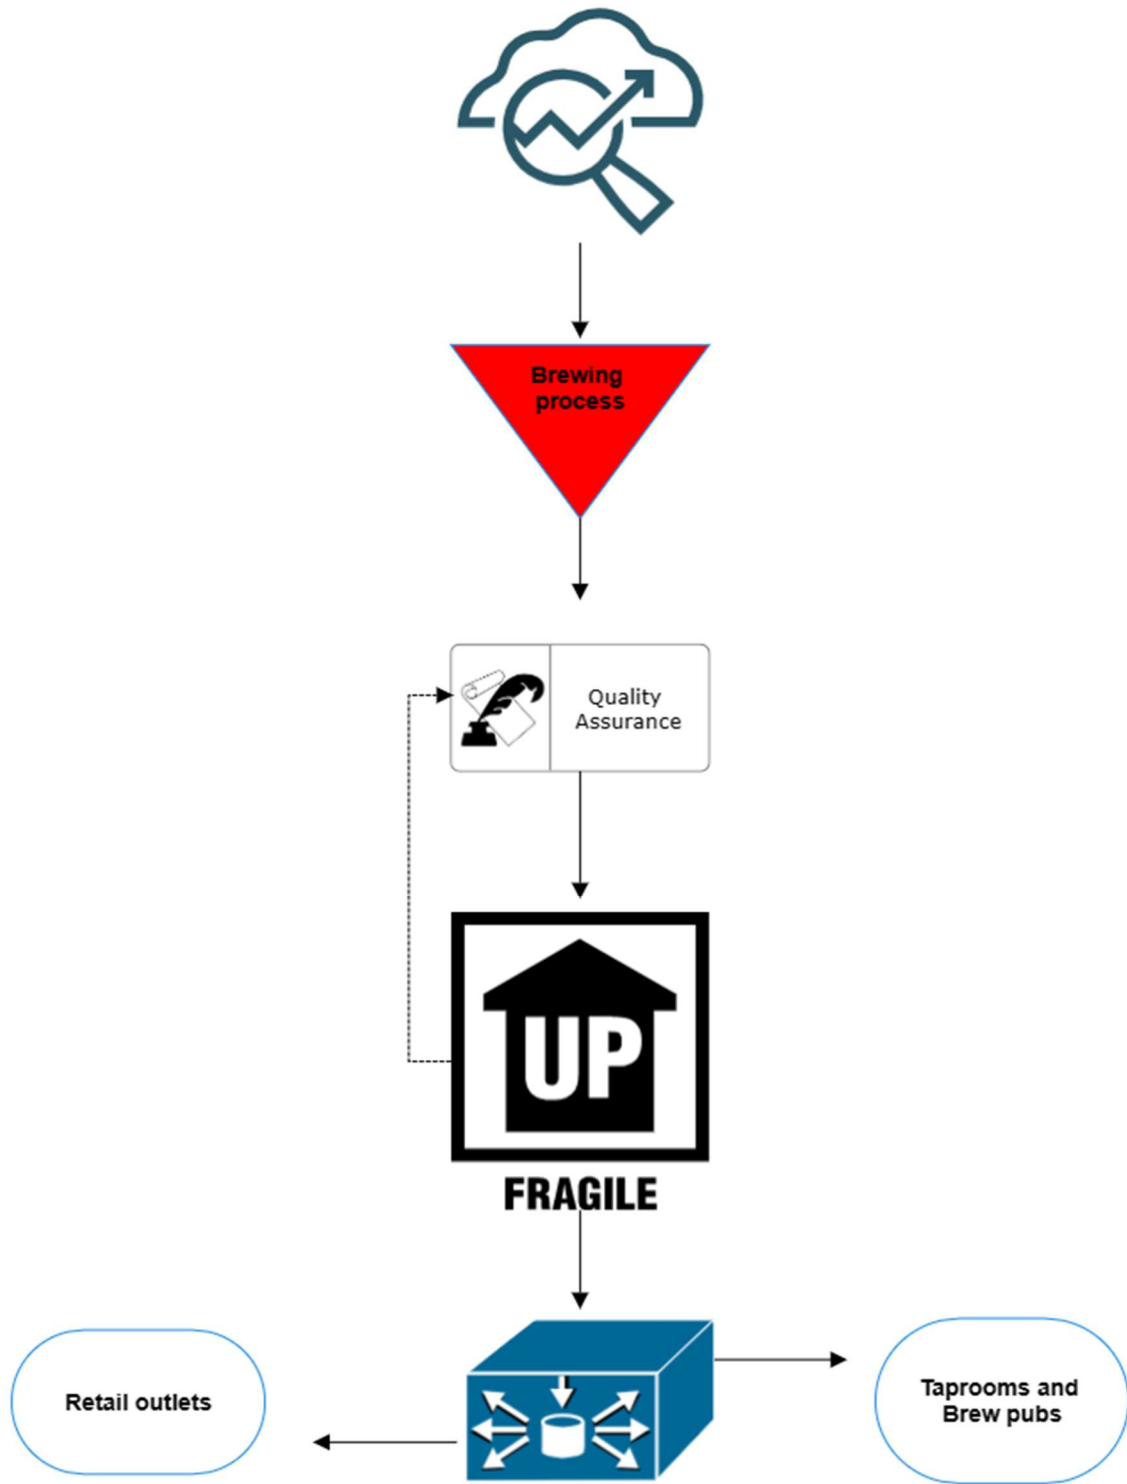 Brewing
process
Quality
Assurance
UP
FRAGILE
Retail outlets
Taprooms and
Brew pubs